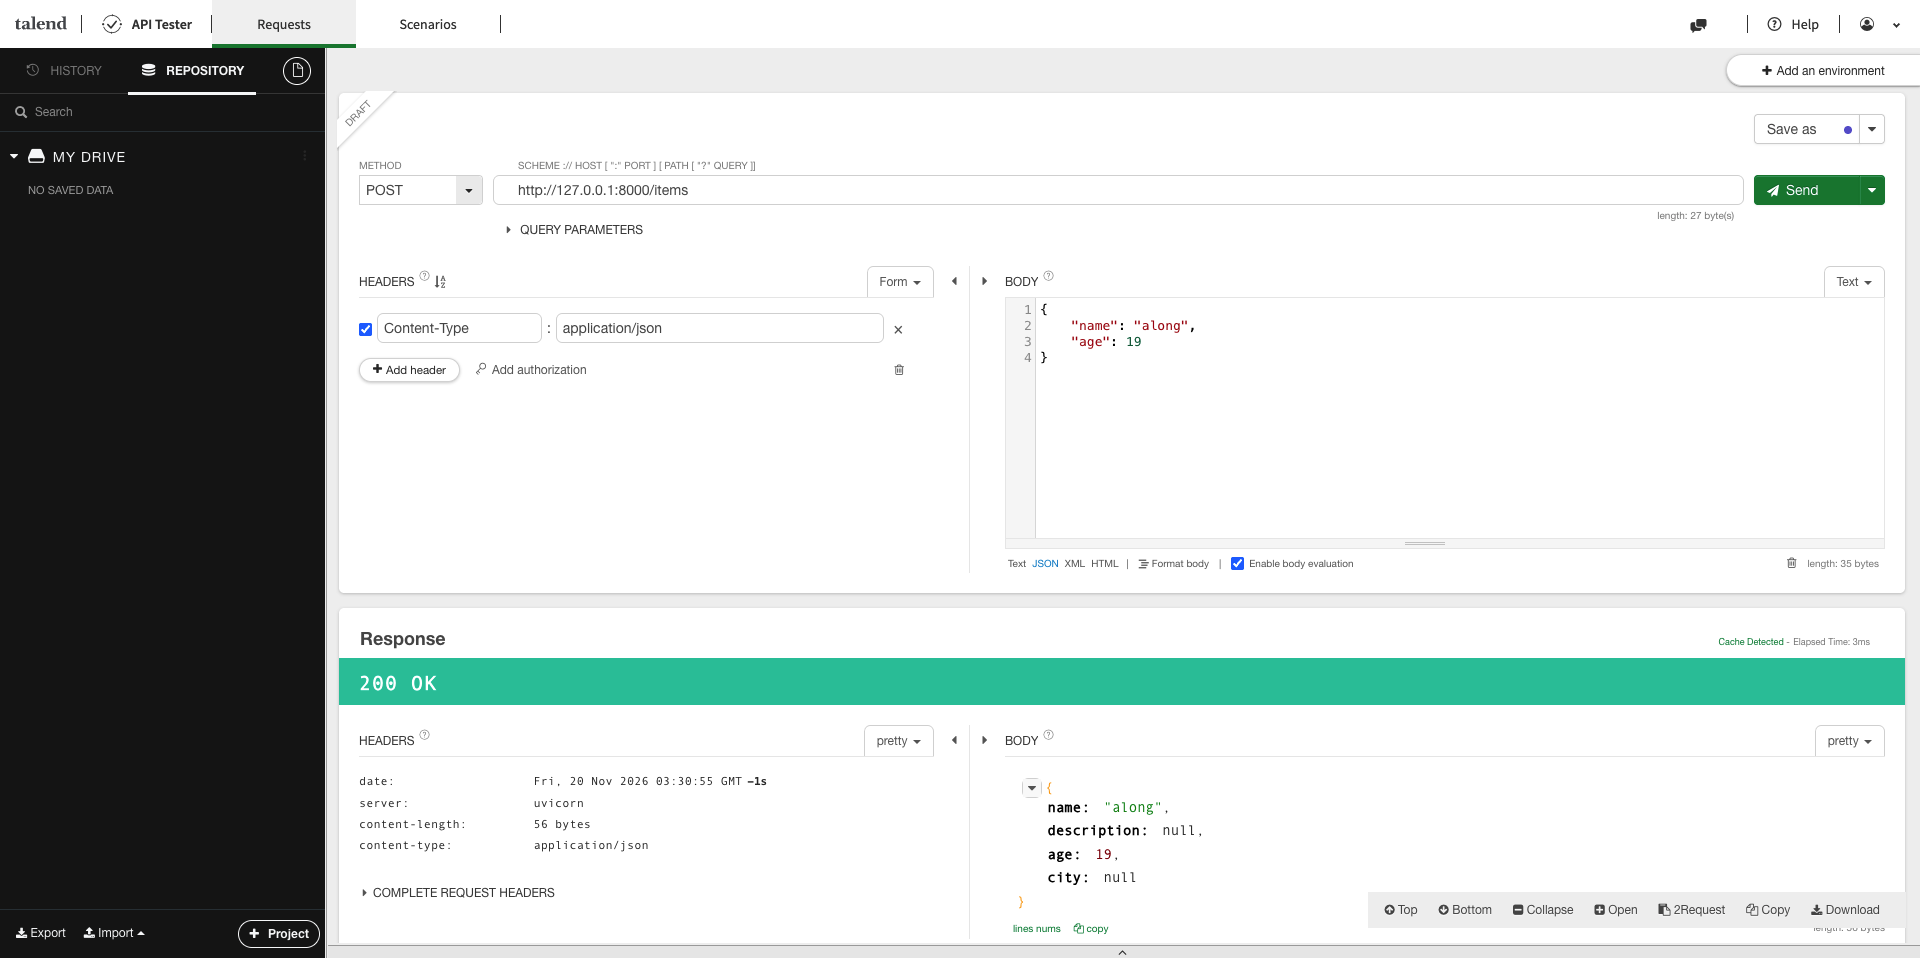 talend
API Tester
Requests
Scenarios
Help
HISTORY
REPOSITORY
Add an environment
Search
DRAFT
Save as
MY DRIVE
METHOD
SCHEME :// HOST [ ":" PORT ] [ PATH [ "?" QUERY ]]
NO SAVED DATA
POST
http://127.0.0.1:8000/items
Send
length: 27 byte(s)
QUERY PARAMETERS
HEADERS
Form
BODY
Text
Content-Type : application/json
Add header
Add authorization
1 {
2 "name": "along",
3 "age": 19
4 }
Text JSON XML HTML | Format body | Enable body evaluation
length: 35 bytes
Response
Cache Detected - Elapsed Time: 3ms
200 OK
HEADERS
pretty
BODY
pretty
date: Fri, 20 Nov 2026 03:30:55 GMT -1s
server: uvicorn
content-length: 56 bytes
content-type: application/json
COMPLETE REQUEST HEADERS
{
name: "along",
description: null,
age: 19,
city: null
}
Top
Bottom
Collapse
Open
2Request
Copy
Download
lines nums
copy
Export
Import
Project